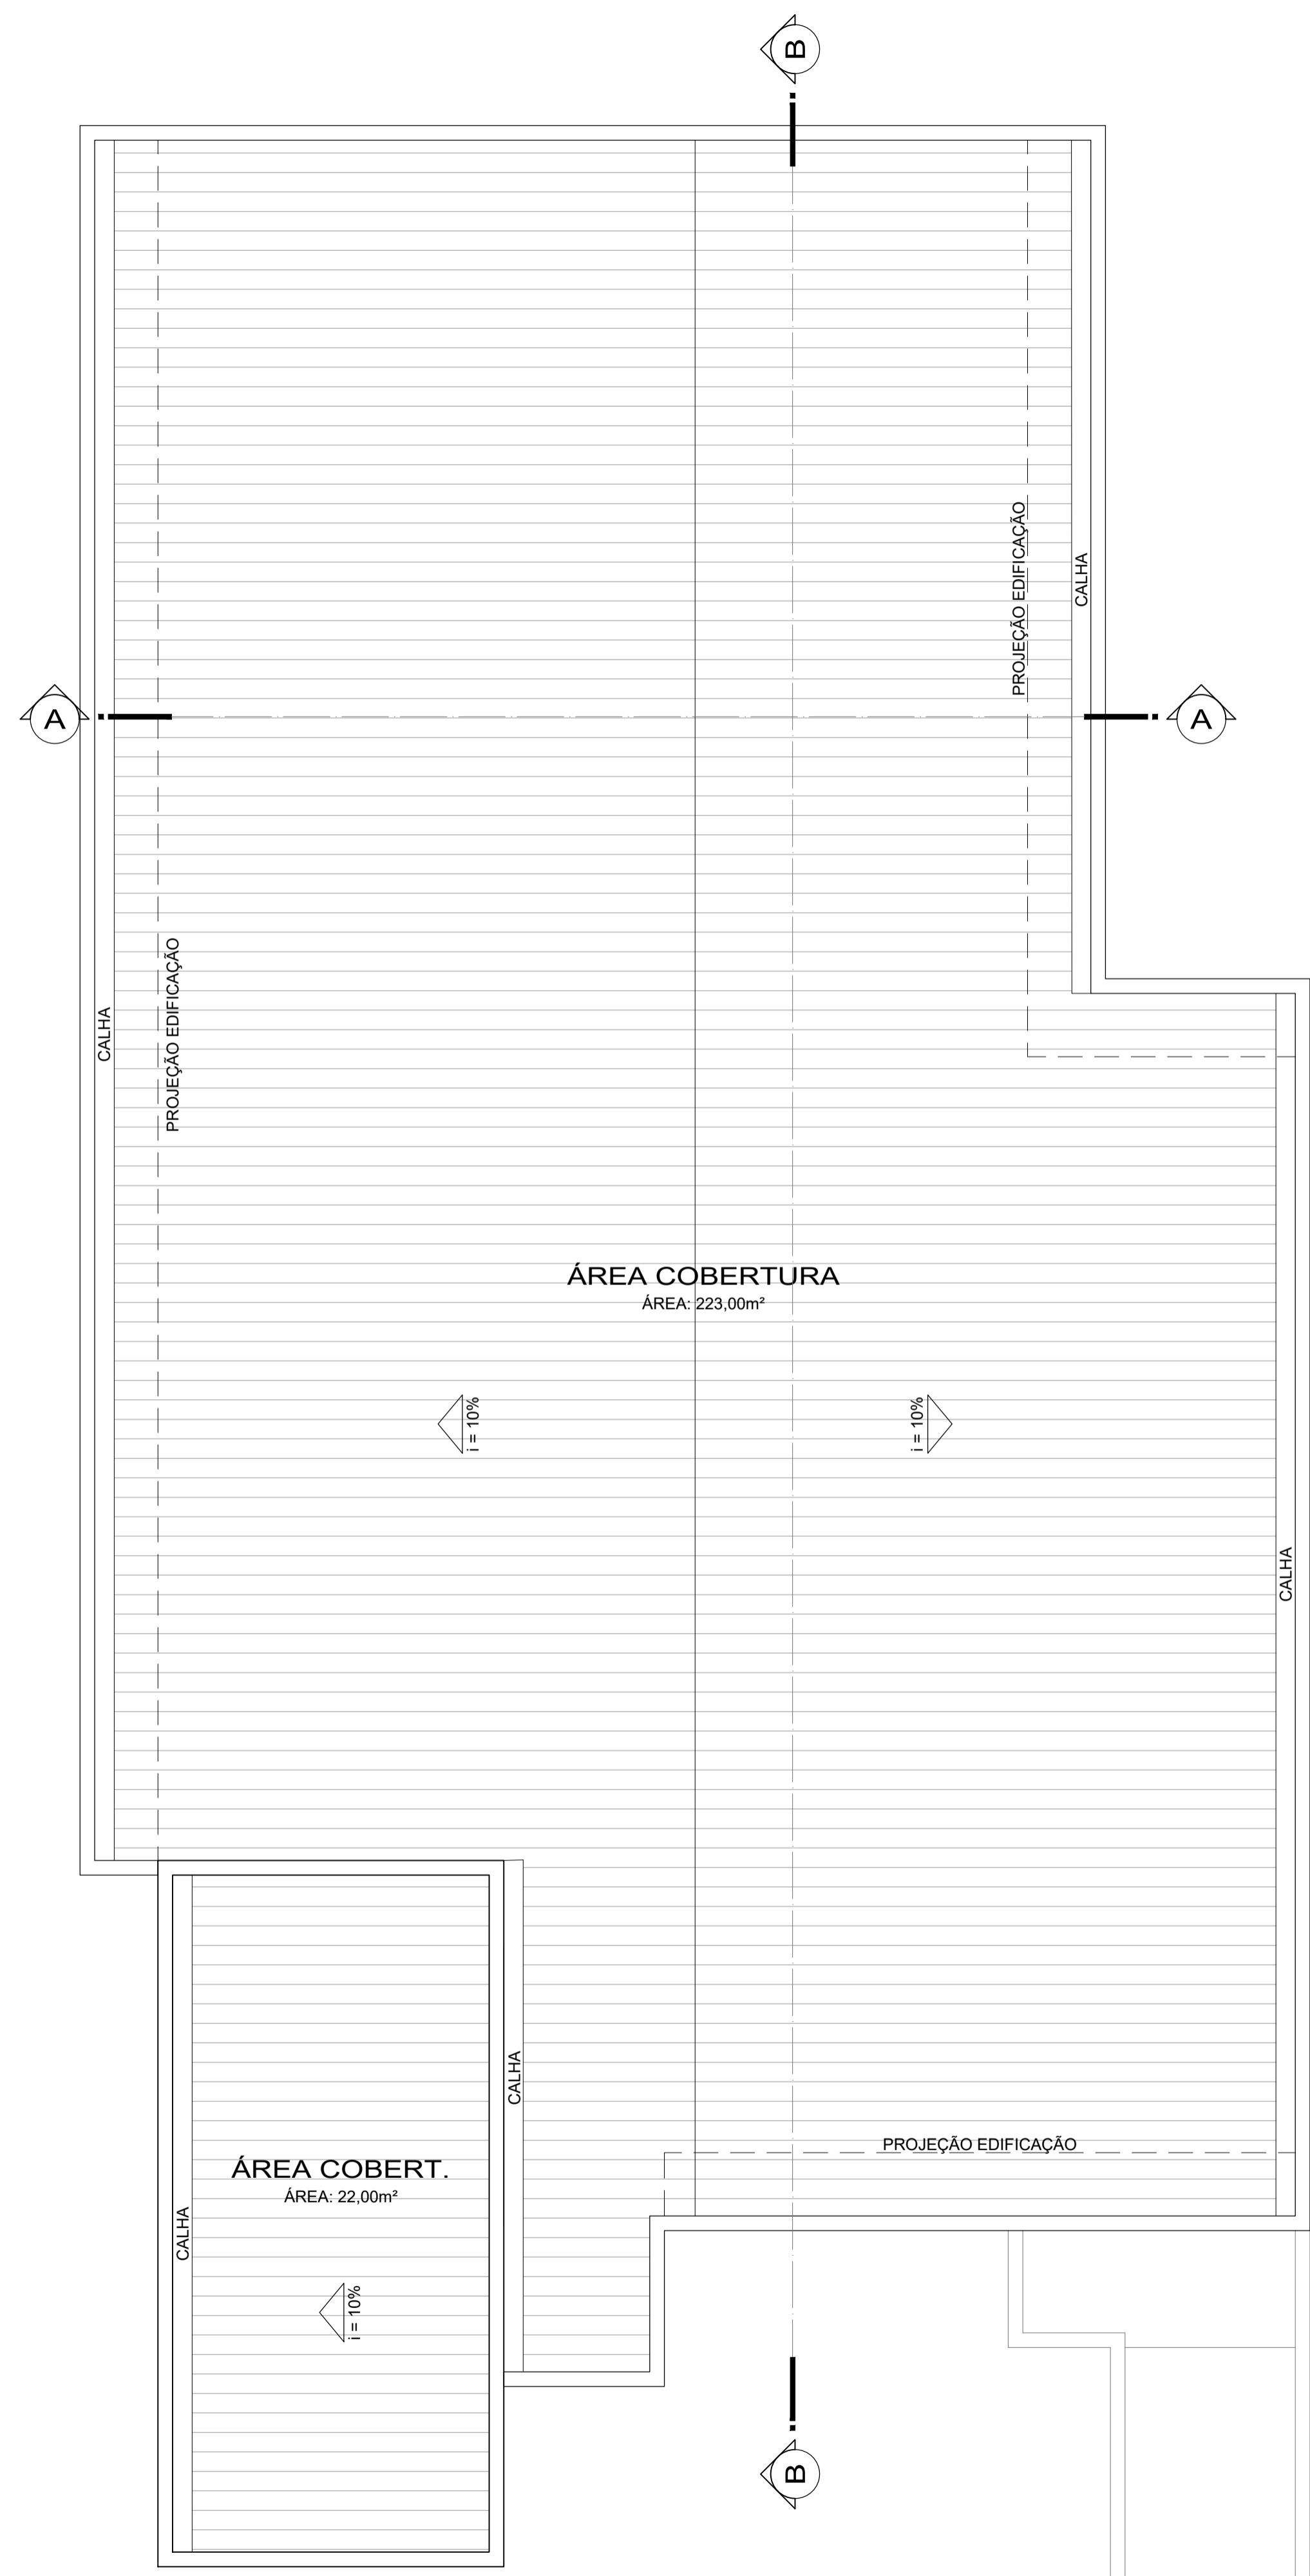 B
PROJEÇÃO EDIFICAÇÃO
CALHA
A
A
PROJEÇÃO EDIFICAÇÃO
CALHA
ÁREA COBERTURA
ÁREA: 223,00m²
i = 10%
i = 10%
CALHA
CALHA
PROJEÇÃO EDIFICAÇÃO
ÁREA COBERT.
ÁREA: 22,00m²
CALHA
i = 10%
B